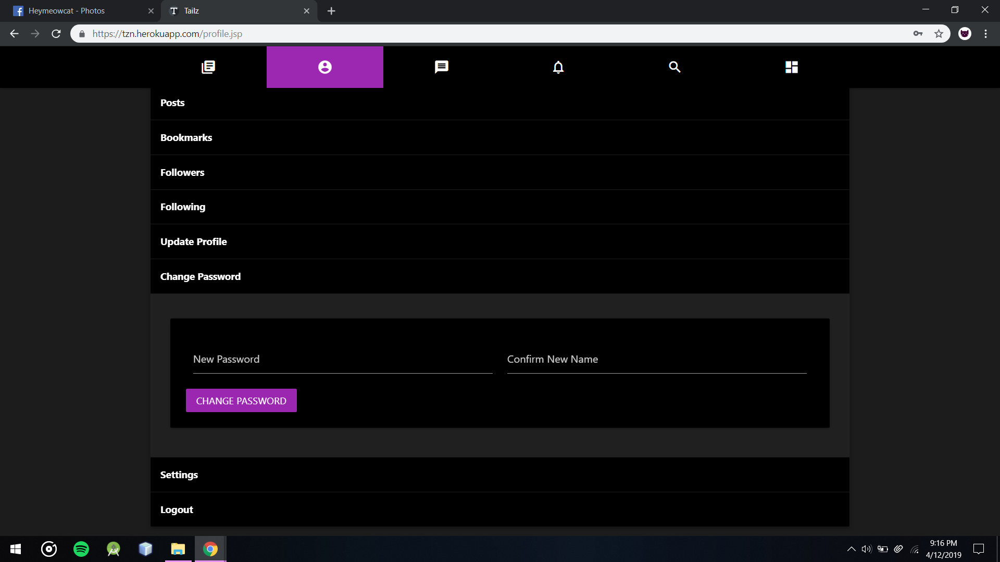 Heymeowcat - Photos
Tailz
https://tzn.herokuapp.com/profile.jsp
Posts
Bookmarks
Followers
Following
Update Profile
Change Password
New Password
Confirm New Name
CHANGE PASSWORD
Settings
Logout
9:16 PM
4/12/2019